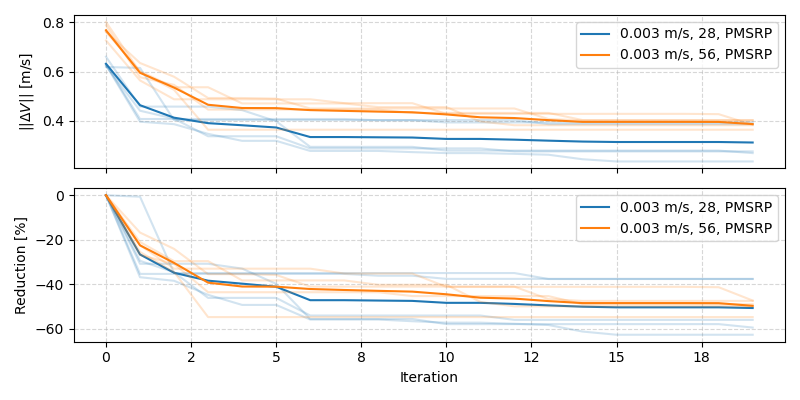 0.8
0.6
0.4
||ΔV|| [m/s]
0.003 m/s, 28, PMSRP
0.003 m/s, 56, PMSRP
0
−20
−40
−60
Reduction [%]
0.003 m/s, 28, PMSRP
0.003 m/s, 56, PMSRP
0 2 5 8 10 12 15 18
Iteration